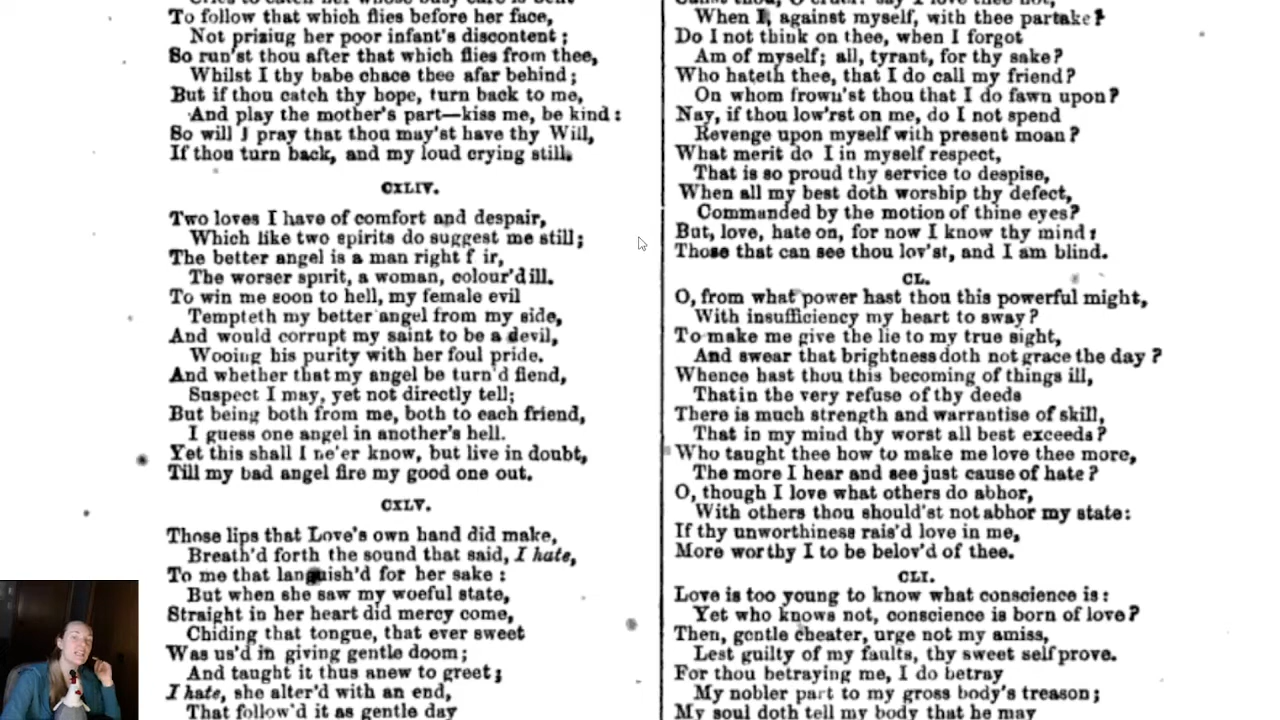 To follow that which flies before her face,
Not prizing her poor infant's discontent ;
So run'st thou after that which flies from thee,
Whilst I thy babe chace thee afar behind ;
But if thou catch thy hope, turn back to me,
And play the mother's part—kiss me, be kind :
So will I pray that thou may'st have thy Will,
If thou turn back, and my loud crying still.
CXLIV.
Two loves I have of comfort and despair,
Which like two spirits do suggest me still ;
The better angel is a man right f ir,
The worser spirit, a woman, colour'd ill.
To win me soon to hell, my female evil
Tempteth my better angel from my side,
And would corrupt my saint to be a devil,
Wooing his purity with her foul pride.
And whether that my angel be turn'd fiend,
Suspect I may, yet not directly tell ;
But being both from me, both to each friend,
I guess one angel in another's hell.
Yet this shall I ne'er know, but live in doubt,
Till my bad angel fire my good one out.
CXLV.
Those lips that Love's own hand did make,
Breath'd forth the sound that said, I hate,
To me that languish'd for her sake :
But when she saw my woeful state,
Straight in her heart did mercy come,
Chiding that tongue, that ever sweet
Was us'd in giving gentle doom ;
And taught it thus anew to greet ;
I hate, she alter'd with an end,
That follow'd it as gentle day
When I, against myself, with thee partake ?
Do I not think on thee, when I forgot
Am of myself ; all, tyrant, for thy sake ?
Who hateth thee, that I do call my friend ?
On whom frown'st thou that I do fawn upon ?
Nay, if thou low'rst on me, do I not spend
Revenge upon myself with present moan ?
What merit do I in myself respect,
That is so proud thy service to despise,
When all my best doth worship thy defect,
Commanded by the motion of thine eyes ?
But, love, hate on, for now I know thy mind :
Those that can see thou lov'st, and I am blind.
CL.
O, from what power hast thou this powerful might,
With insufficiency my heart to sway ?
To make me give the lie to my true sight,
And swear that brightness doth not grace the day ?
Whence hast thou this becoming of things ill,
That in the very refuse of thy deeds
There is such strength and warrantise of skill,
That in my mind thy worst all best exceeds ?
Who taught thee how to make me love thee more,
The more I hear and see just cause of hate ?
O, though I love what others do abhor,
With others thou should'st not abhor my state :
If thy unworthiness rais'd love in me,
More worthy I to be belov'd of thee.
CLI.
Love is too young to know what conscience is :
Yet who knows not, conscience is born of love ?
Then, gentle cheater, urge not my amiss,
Lest guilty of my faults, thy sweet self prove.
For thou betraying me, I do betray
My nobler part to my gross body's treason ;
My soul doth tell my body that he may